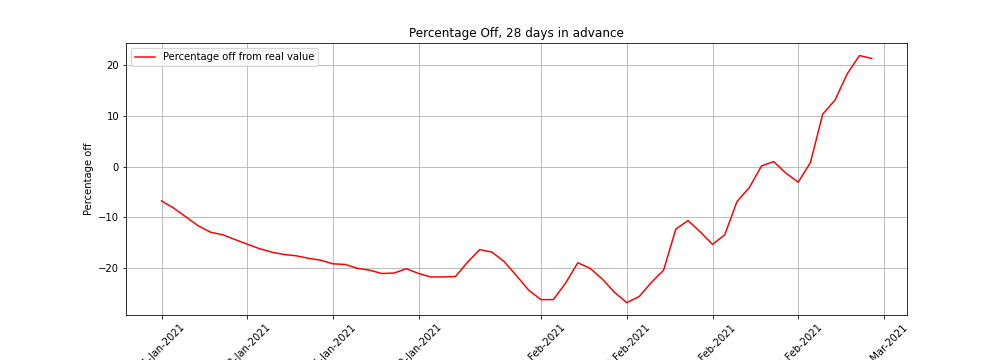 Percentage Off, 28 days in advance
Percentage off from real value
Percentage off
20
10
0
−10
−20
-Jan-2021
-Jan-2021
-Jan-2021
-Jan-2021
Feb-2021
Feb-2021
Feb-2021
Feb-2021
Mar-2021